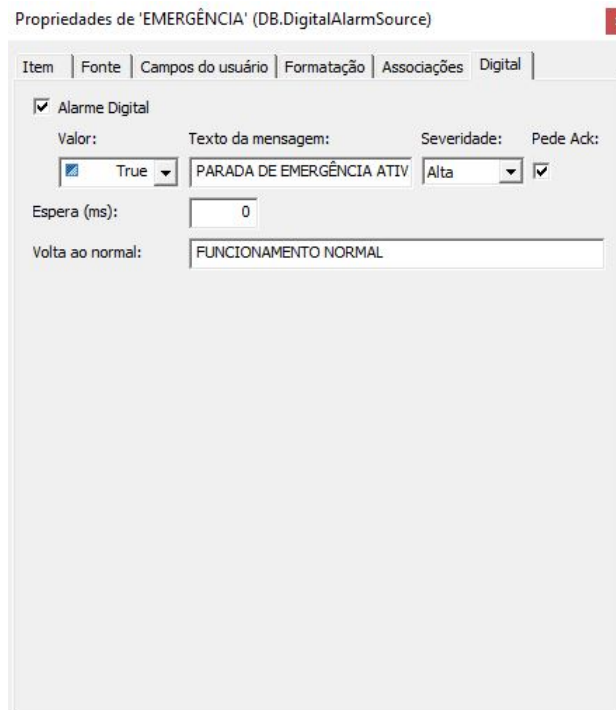 Propriedades de 'EMERGÊNCIA' (DB.DigitalAlarmSource)
Item Fonte Campos do usuário Formatação Associações Digital
Alarme Digital
Valor: Texto da mensagem: Severidade: Pede Ack:
True PARADA DE EMERGÊNCIA ATIV Alta
Espera (ms): 0
Volta ao normal: FUNCIONAMENTO NORMAL